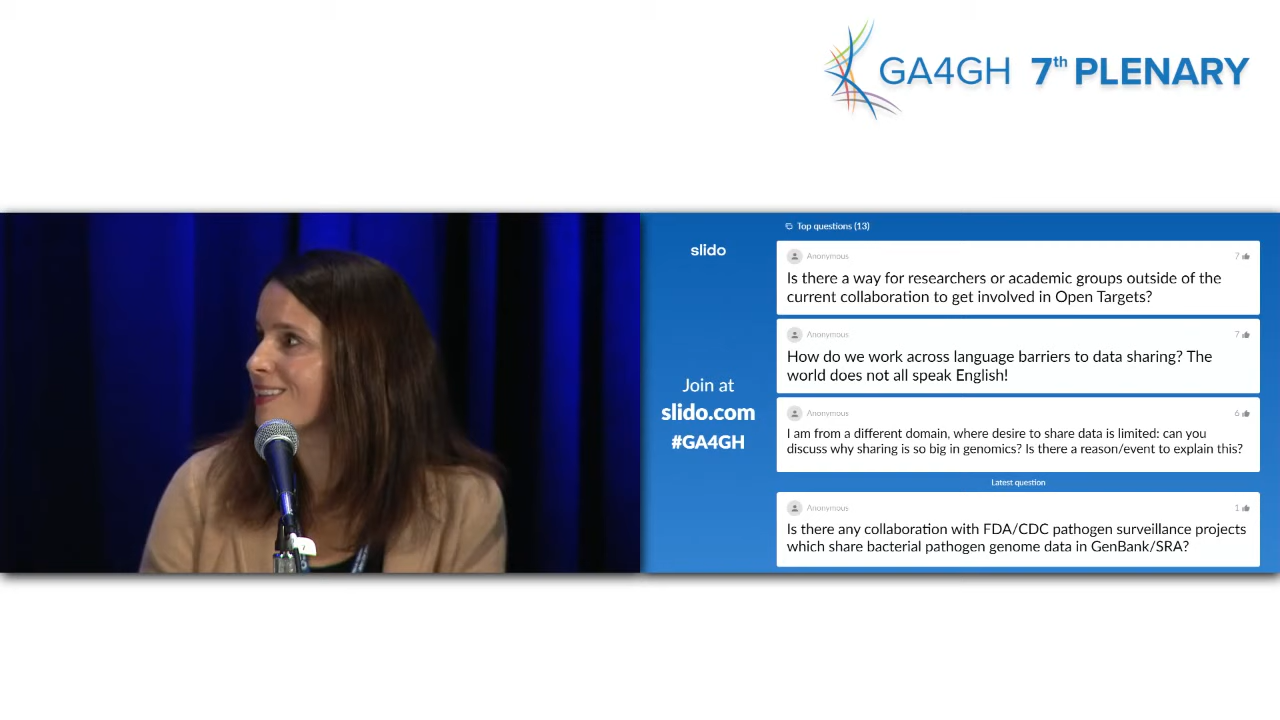 GA4GH 7th PLENARY
slido
Join at
slido.com
#GA4GH
Top questions (13)
Anonymous
7
Is there a way for researchers or academic groups outside of the
current collaboration to get involved in Open Targets?
Anonymous
7
How do we work across language barriers to data sharing? The
world does not all speak English!
Anonymous
6
I am from a different domain, where desire to share data is limited: can you
discuss why sharing is so big in genomics? Is there a reason/event to explain this?
Latest question
Anonymous
1
Is there any collaboration with FDA/CDC pathogen surveillance projects
which share bacterial pathogen genome data in GenBank/SRA?